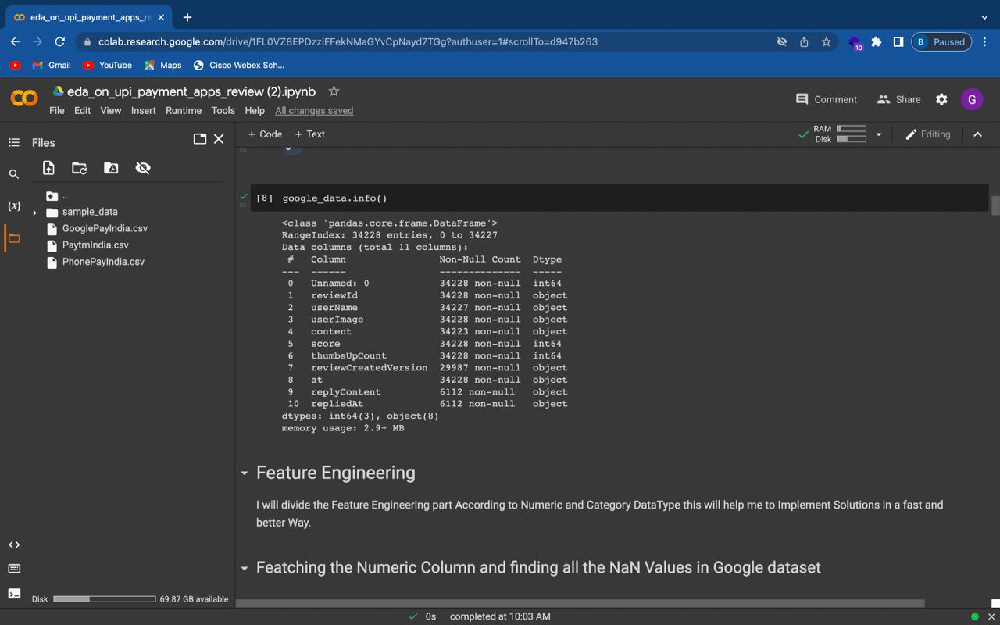 eda_on_upi_payment_apps_re
colab.research.google.com/drive/1FL0VZ8EPDzziFFekNMaGYvCpNayd7TGg?authuser=1#scrollTo=d947b263
10
B Paused
Gmail YouTube Maps Cisco Webex Sch...
eda_on_upi_payment_apps_review (2).ipynb
File Edit View Insert Runtime Tools Help All changes saved
Comment Share G
Files
+ Code + Text
RAM
Disk
Editing
..
sample_data
GooglePayIndia.csv
PaytmIndia.csv
PhonePayIndia.csv
{x}
Disk 69.87 GB available
0s
0s
[8] google_data.info()
<class 'pandas.core.frame.DataFrame'>
RangeIndex: 34228 entries, 0 to 34227
Data columns (total 11 columns):
# Column Non-Null Count Dtype
--- ------ -------------- -----
0 Unnamed: 0 34228 non-null int64
1 reviewId 34228 non-null object
2 userName 34227 non-null object
3 userImage 34228 non-null object
4 content 34223 non-null object
5 score 34228 non-null int64
6 thumbsUpCount 34228 non-null int64
7 reviewCreatedVersion 29987 non-null object
8 at 34228 non-null object
9 replyContent 6112 non-null object
10 repliedAt 6112 non-null object
dtypes: int64(3), object(8)
memory usage: 2.9+ MB
Feature Engineering
I will divide the Feature Engineering part According to Numeric and Category DataType this will help me to Implement Solutions in a fast and
better Way.
Featching the Numeric Column and finding all the NaN Values in Google dataset
0s completed at 10:03 AM